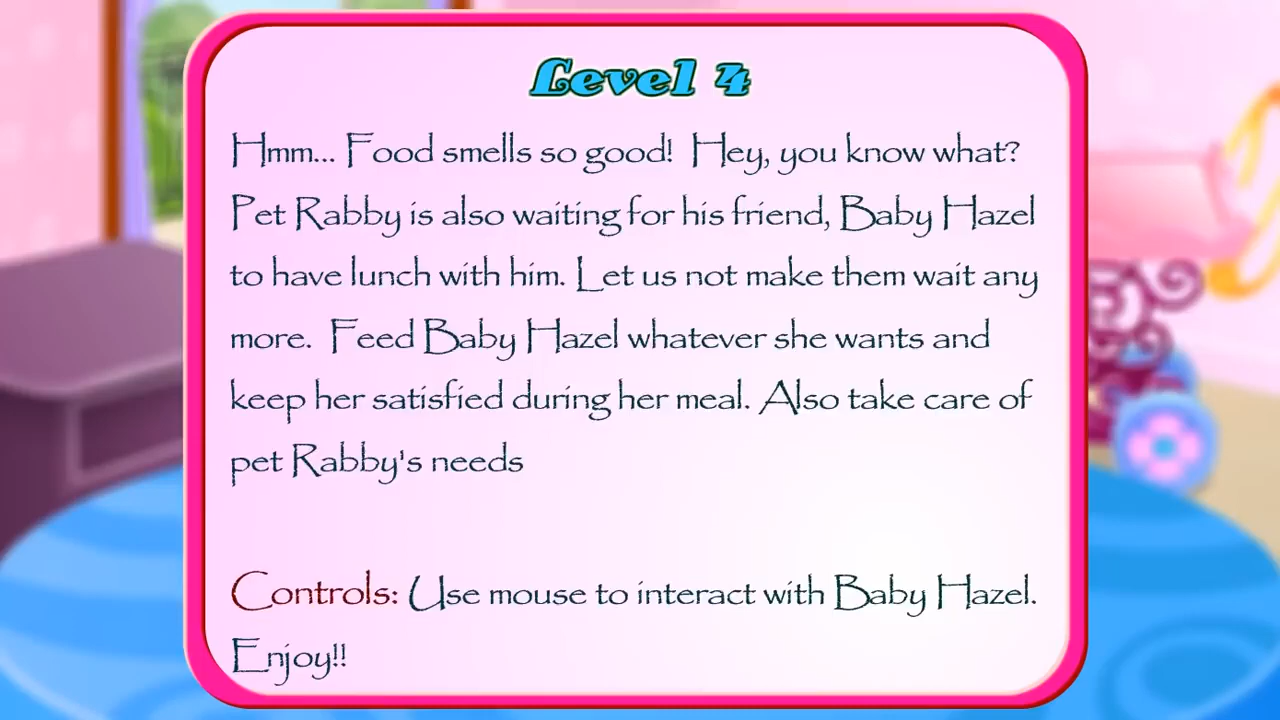 Level 4
Hmm... Food smells so good! Hey, you know what?
Pet Rabby is also waiting for his friend, Baby Hazel
to have lunch with him. Let us not make them wait any
more. Feed Baby Hazel whatever she wants and
keep her satisfied during her meal. Also take care of
pet Rabby's needs
Controls: Use mouse to interact with Baby Hazel.
Enjoy!!